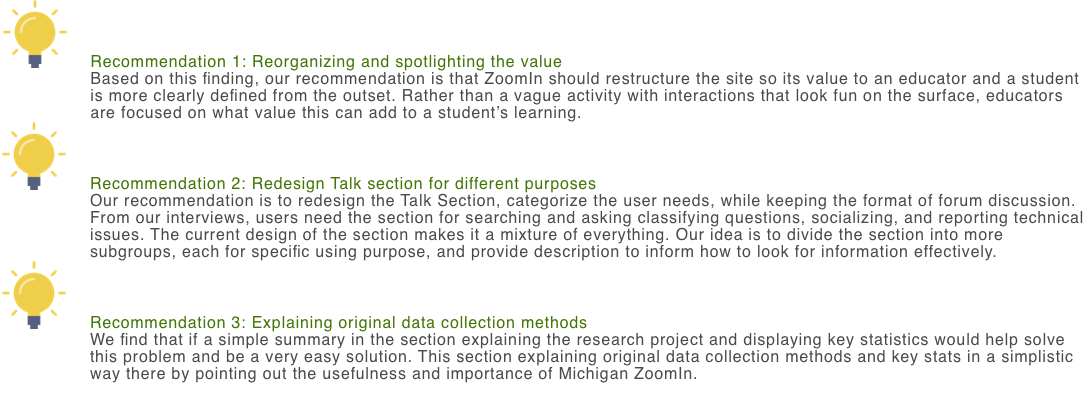 Recommendation 1: Reorganizing and spotlighting the value
Based on this finding, our recommendation is that ZoomIn should restructure the site so its value to an educator and a student
is more clearly defined from the outset. Rather than a vague activity with interactions that look fun on the surface, educators
are focused on what value this can add to a student’s learning.
Recommendation 2: Redesign Talk section for different purposes
Our recommendation is to redesign the Talk Section, categorize the user needs, while keeping the format of forum discussion.
From our interviews, users need the section for searching and asking classifying questions, socializing, and reporting technical
issues. The current design of the section makes it a mixture of everything. Our idea is to divide the section into more
subgroups, each for specific using purpose, and provide description to inform how to look for information effectively.
Recommendation 3: Explaining original data collection methods
We find that if a simple summary in the section explaining the research project and displaying key statistics would help solve
this problem and be a very easy solution. This section explaining original data collection methods and key stats in a simplistic
way there by pointing out the usefulness and importance of Michigan ZoomIn.